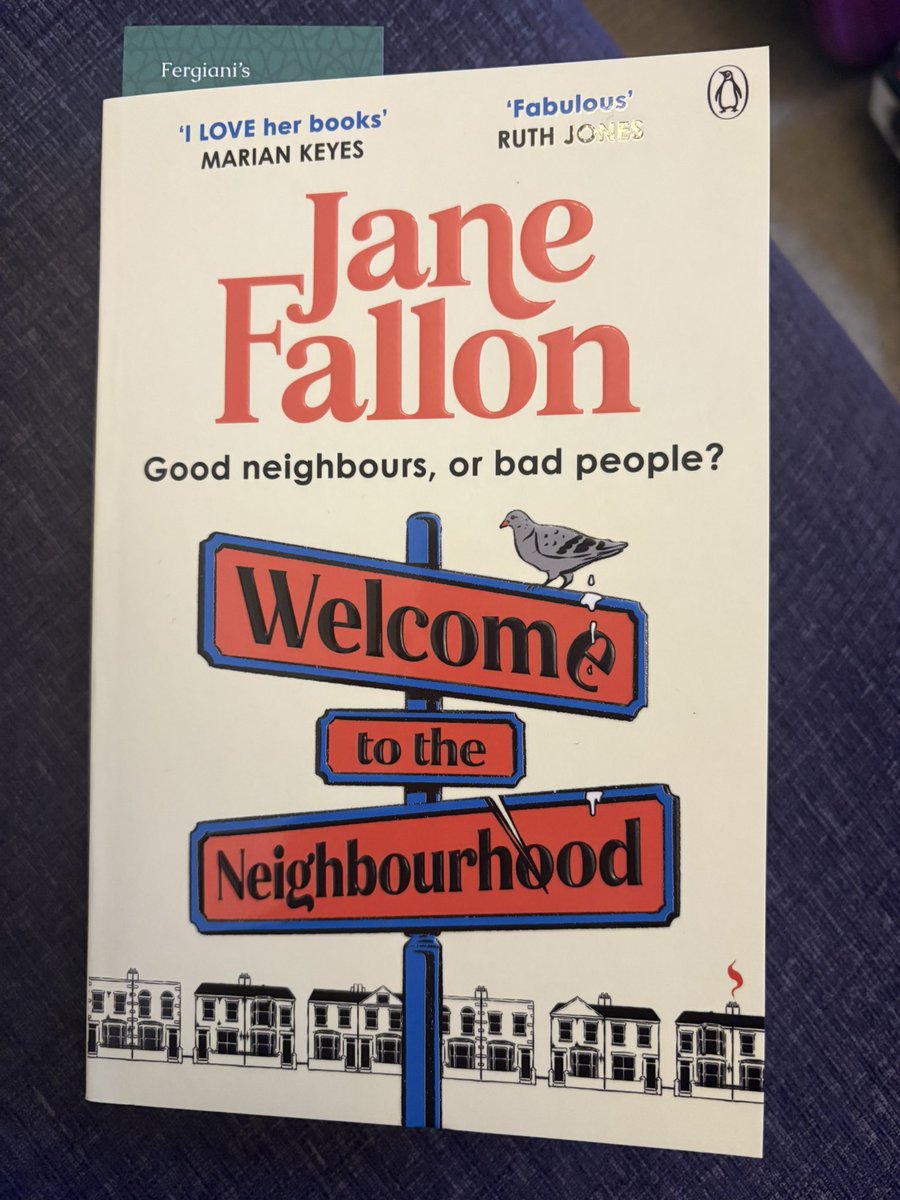 Fergiani's
'I LOVE her books'
MARIAN KEYES
'Fabulous'
RUTH JONES
Jane
Fallon
Good neighbours, or bad people?
Welcome
to the
Neighbourhood